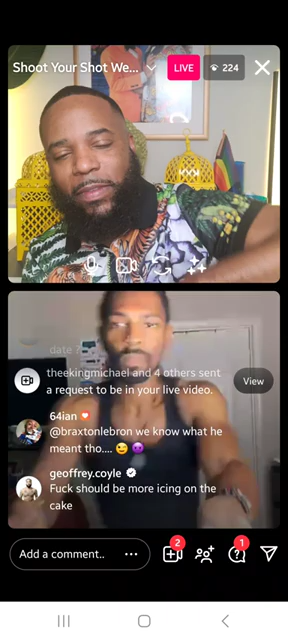 Shoot Your Shot We...
LIVE
224
date ?
theekingmichael and 4 others sent
a request to be in your live video.
View
64ian
@braxtonlebron we know what he
meant tho.... 😉 😈
geoffrey.coyle
Fuck should be more icing on the
cake
Add a comment..
2
1